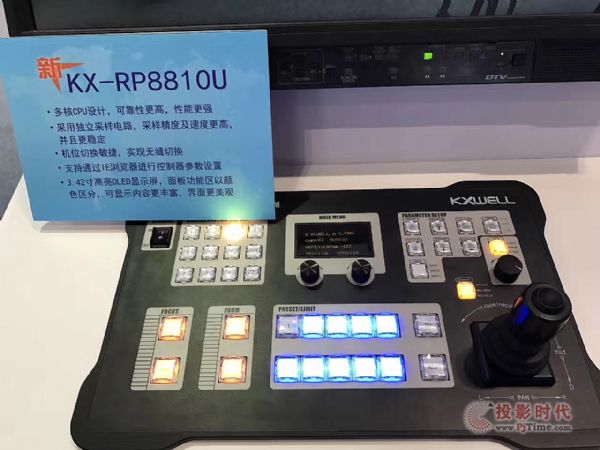 新
KX-RP8810U
• 多核CPU设计，可靠性更高，性能更强
• 采用独立采样电路，采样精度及速度更高，
并且更稳定
• 机位切换敏捷，实现无缝切换
• 支持通过IE浏览器进行控制器参数设置
• 3.42寸高亮OLED显示屏，面板功能区以颜
色区分，可显示内容更丰富，界面更美观
DTV
MAIN MENU
PARAMETER SETUP
KXWELL
FOCUS
ZOOM
PRESET/LIMIT
TILT
L
PAN
R
投影时代
www.PjTime.com